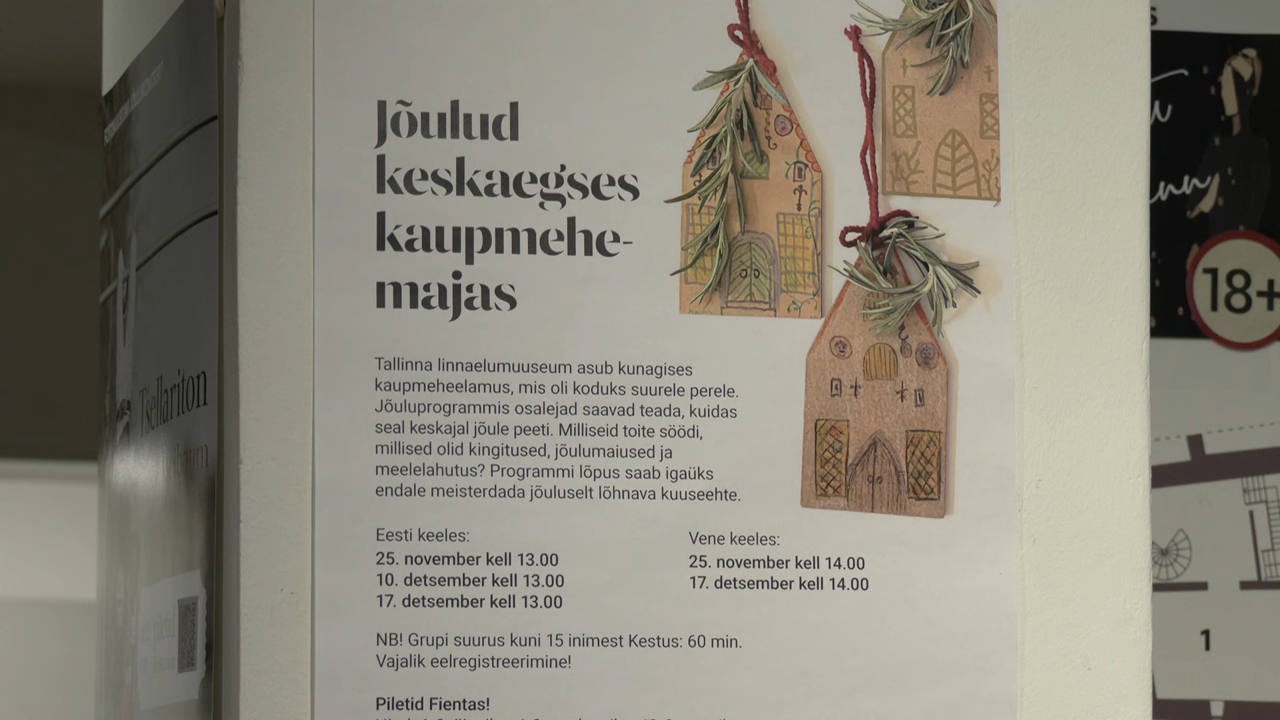 Jõulud
keskaegses
kaupmehe-
majas
Tallinna linnaelumuuseum asub kunagises
kaupmeheelamus, mis oli koduks suurele perele.
Jõuluprogrammis osalejad saavad teada, kuidas
seal keskajal jõule peeti. Milliseid toite söödi,
millised olid kingitused, jõulumaiused ja
meelelahutus? Programmi lõpus saab igaüks
endale meisterdada jõuluselt lõhnava kuuseehte.
Eesti keeles:
25. november kell 13.00
10. detsember kell 13.00
17. detsember kell 13.00
Vene keeles:
25. november kell 14.00
17. detsember kell 14.00
NB! Grupi suurus kuni 15 inimest Kestus: 60 min.
Vajalik eelregistreerimine!
Piletid Fientas!
Tsellariton
18+
1